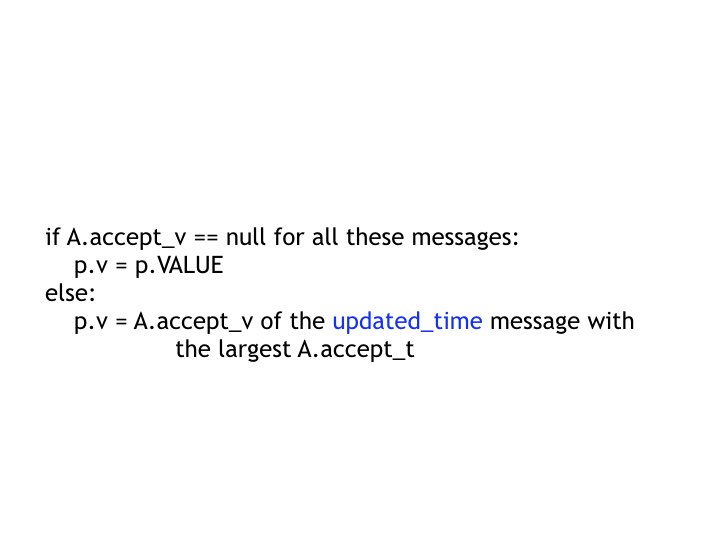 if A.accept_v == null for all these messages:
p.v = p.VALUE
else:
p.v = A.accept_v of the updated_time message with
the largest A.accept_t